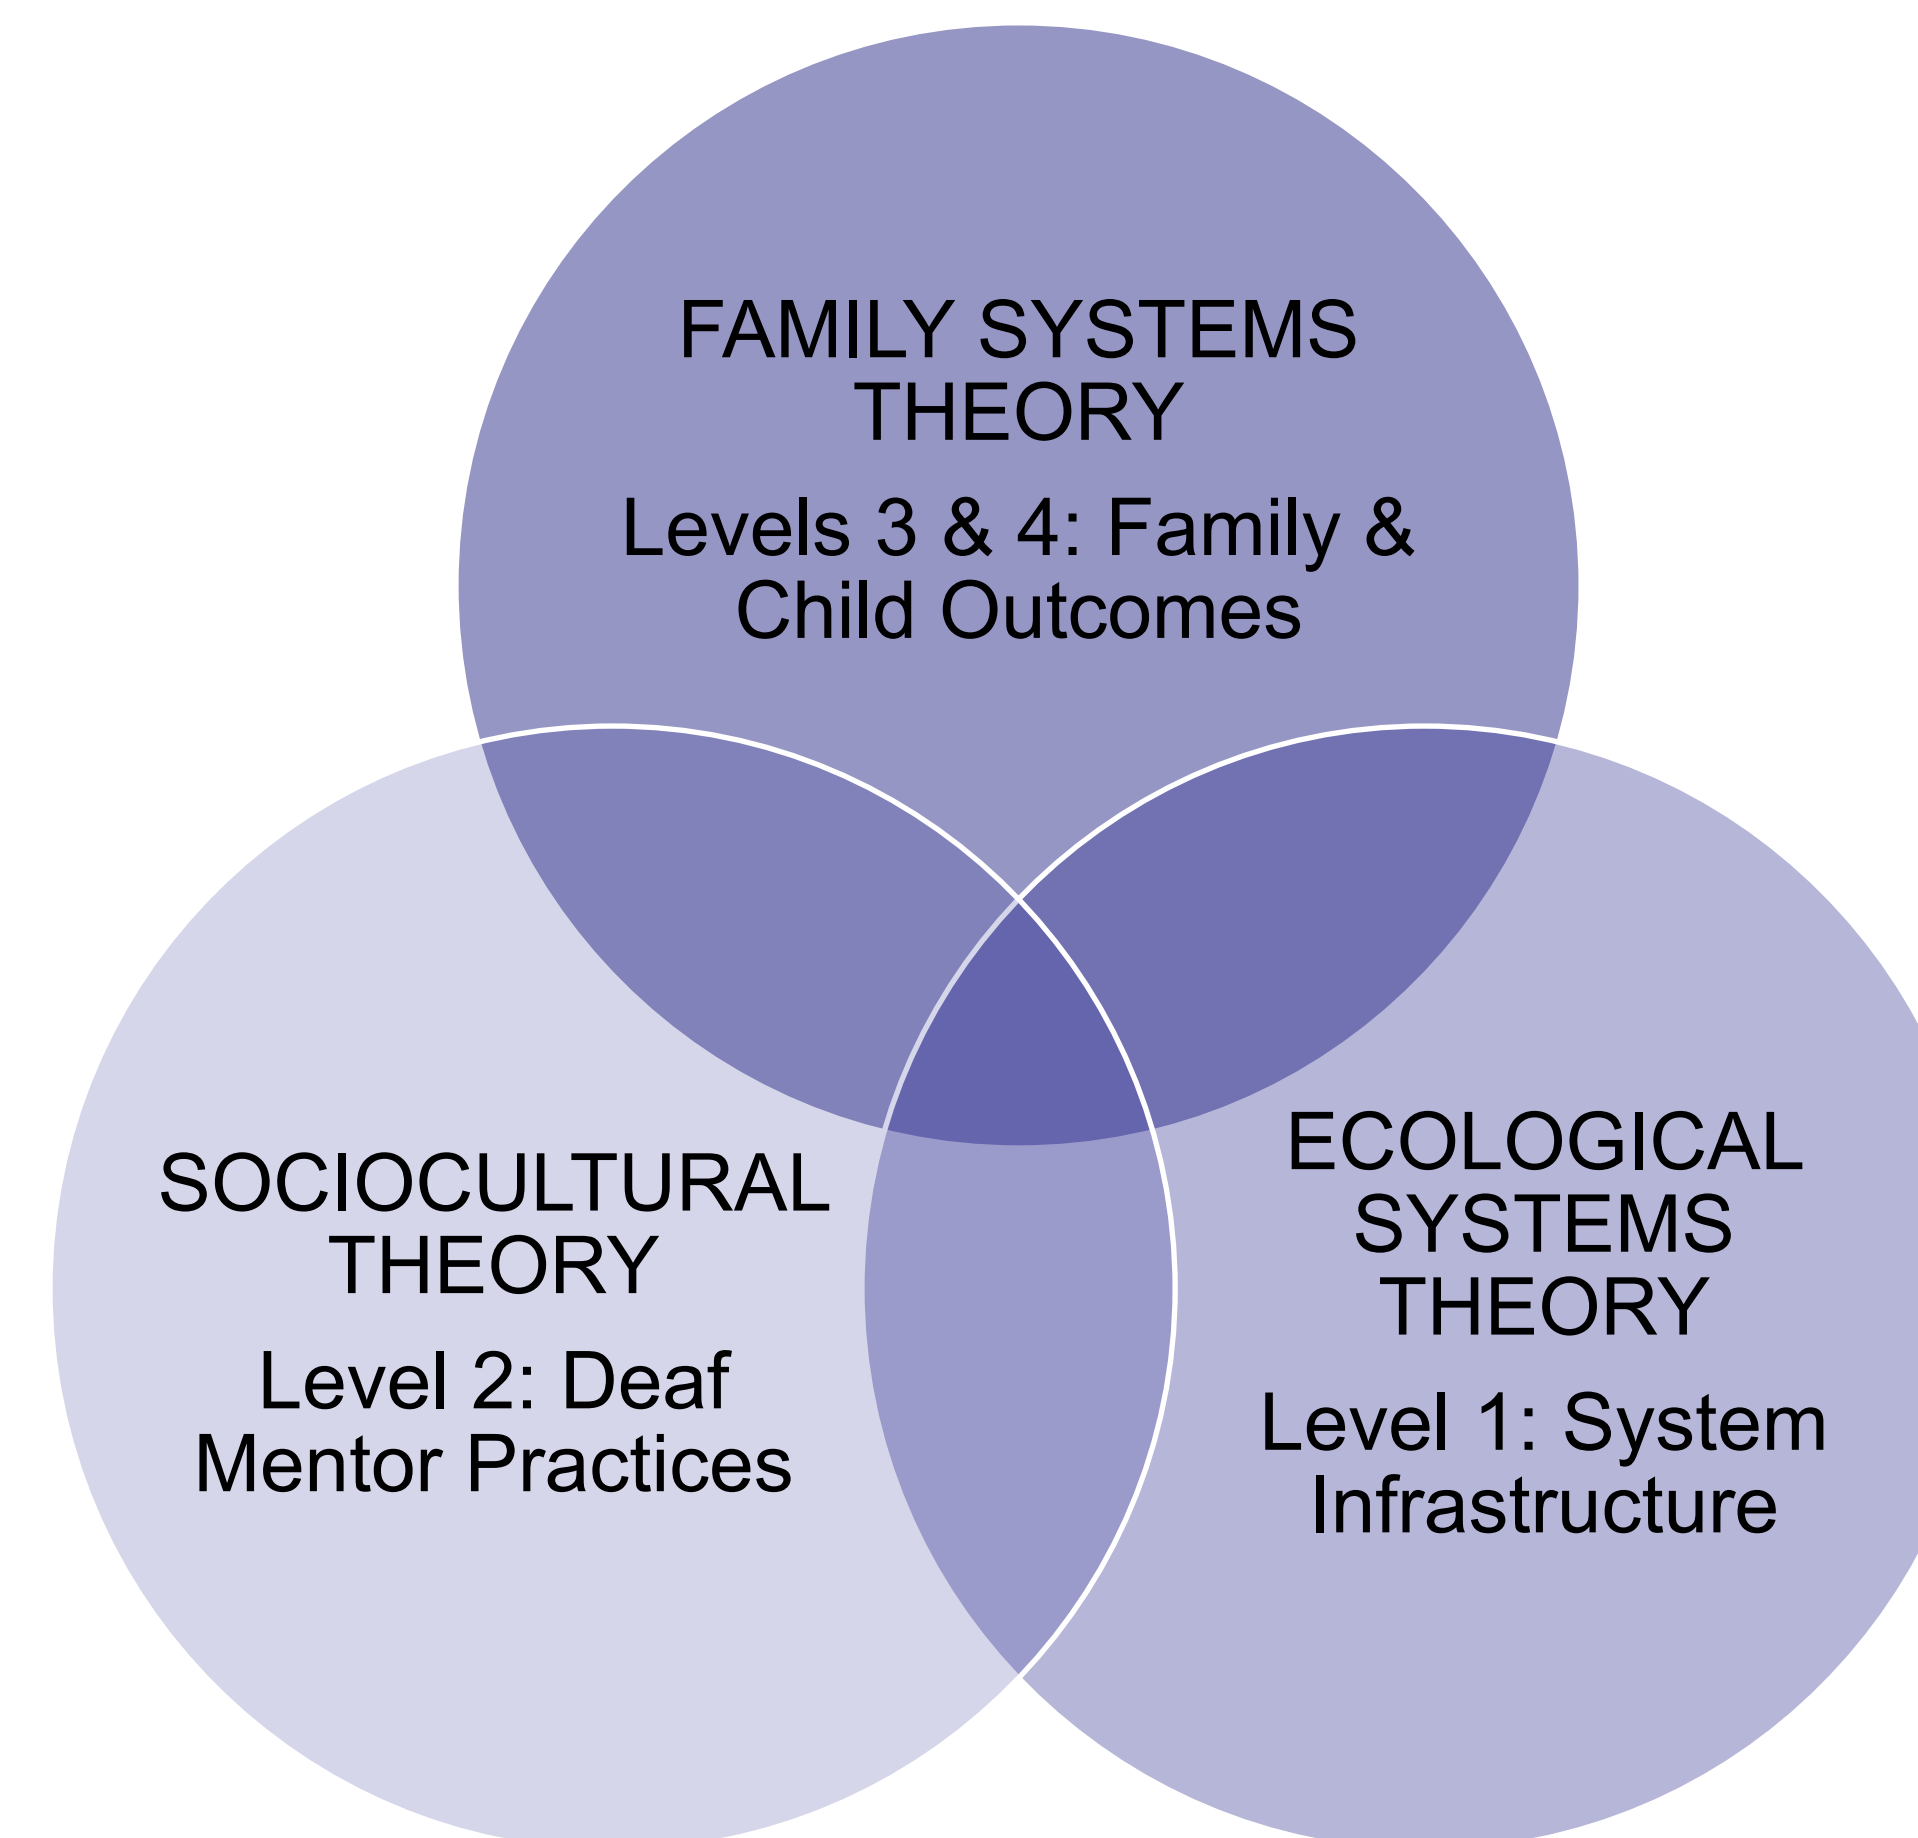 FAMILY SYSTEMS
THEORY
Levels 3 & 4: Family &
Child Outcomes
SOCIOCULTURAL
THEORY
Level 2: Deaf
Mentor Practices
ECOLOGICAL
SYSTEMS
THEORY
Level 1: System
Infrastructure